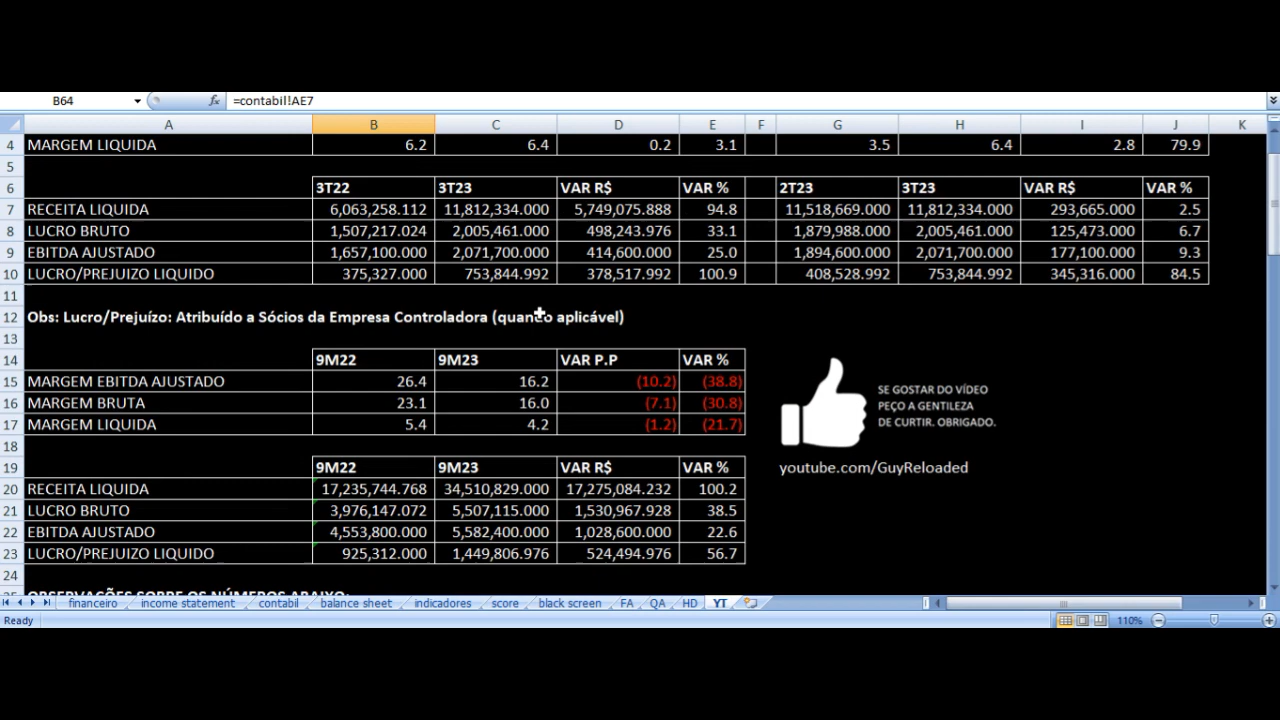 B64 fx =contabil!AE7
A B C D E F G H I J K
4 MARGEM LIQUIDA 6.2 6.4 0.2 3.1 3.5 6.4 2.8 79.9
5
6 3T22 3T23 VAR R$ VAR % 2T23 3T23 VAR R$ VAR %
7 RECEITA LIQUIDA 6,063,258.112 11,812,334.000 5,749,075.888 94.8 11,518,669.000 11,812,334.000 293,665.000 2.5
8 LUCRO BRUTO 1,507,217.024 2,005,461.000 498,243.976 33.1 1,879,988.000 2,005,461.000 125,473.000 6.7
9 EBITDA AJUSTADO 1,657,100.000 2,071,700.000 414,600.000 25.0 1,894,600.000 2,071,700.000 177,100.000 9.3
10 LUCRO/PREJUIZO LIQUIDO 375,327.000 753,844.992 378,517.992 100.9 408,528.992 753,844.992 345,316.000 84.5
11
12 Obs: Lucro/Prejuízo: Atribuído a Sócios da Empresa Controladora (quando aplicável)
13
14 9M22 9M23 VAR P.P VAR %
15 MARGEM EBITDA AJUSTADO 26.4 16.2 (10.2) (38.8)
16 MARGEM BRUTA 23.1 16.0 (7.1) (30.8)
17 MARGEM LIQUIDA 5.4 4.2 (1.2) (21.7)
SE GOSTAR DO VÍDEO
PEÇO A GENTILEZA
DE CURTIR. OBRIGADO.
18
19 9M22 9M23 VAR R$ VAR %
youtube.com/GuyReloaded
20 RECEITA LIQUIDA 17,235,744.768 34,510,829.000 17,275,084.232 100.2
21 LUCRO BRUTO 3,976,147.072 5,507,115.000 1,530,967.928 38.5
22 EBITDA AJUSTADO 4,553,800.000 5,582,400.000 1,028,600.000 22.6
23 LUCRO/PREJUIZO LIQUIDO 925,312.000 1,449,806.976 524,494.976 56.7
24
25 OBSERVAÇÕES SOBRE OS NÚMEROS ABAIXO:
financeiro income statement contabil balance sheet indicadores score black screen FA QA HD YT
Ready 110%